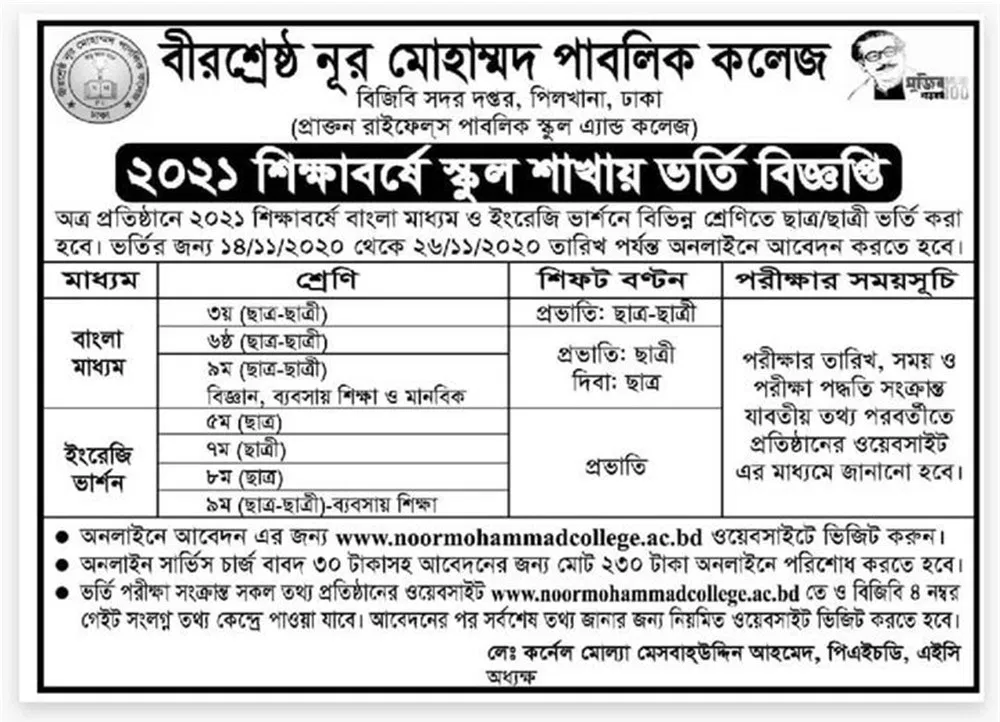 বীরশ্রেষ্ঠ নূর মোহাম্মদ পাবলিক কলেজ
বিজিবি সদর দপ্তর, পিলখানা, ঢাকা
(প্রাক্তন রাইফেল্‌স পাবলিক স্কুল এ্যান্ড কলেজ)
মুজিব
100
২০২১ শিক্ষাবর্ষে স্কুল শাখায় ভর্তি বিজ্ঞপ্তি
অত্র প্রতিষ্ঠানে ২০২১ শিক্ষাবর্ষে বাংলা মাধ্যম ও ইংরেজি ভার্শনে বিভিন্ন শ্রেণিতে ছাত্র/ছাত্রী ভর্তি করা
হবে। ভর্তির জন্য ১৪/১১/২০২০ থেকে ২৬/১১/২০২০ তারিখ পর্যন্ত অনলাইনে আবেদন করতে হবে।
মাধ্যম শ্রেণি শিফট বণ্টন পরীক্ষার সময়সূচি
বাংলা
মাধ্যম
৩য় (ছাত্র-ছাত্রী)
৬ষ্ঠ (ছাত্র-ছাত্রী)
৯ম (ছাত্র-ছাত্রী)
বিজ্ঞান, ব্যবসায় শিক্ষা ও মানবিক
প্রভাতি: ছাত্র-ছাত্রী
প্রভাতি: ছাত্রী
দিবা: ছাত্র
ইংরেজি
ভার্শন
৫ম (ছাত্র)
৭ম (ছাত্রী)
৮ম (ছাত্র)
৯ম (ছাত্র-ছাত্রী)-ব্যবসায় শিক্ষা
প্রভাতি
পরীক্ষার তারিখ, সময় ও
পরীক্ষা পদ্ধতি সংক্রান্ত
যাবতীয় তথ্য পরবর্তীতে
প্রতিষ্ঠানের ওয়েবসাইট
এর মাধ্যমে জানানো হবে।
● অনলাইনে আবেদন এর জন্য www.noormohammadcollege.ac.bd ওয়েবসাইটে ভিজিট করুন।
● অনলাইন সার্ভিস চার্জ বাবদ ৩০ টাকাসহ আবেদনের জন্য মোট ২৩০ টাকা অনলাইনে পরিশোধ করতে হবে।
● ভর্তি পরীক্ষা সংক্রান্ত সকল তথ্য প্রতিষ্ঠানের ওয়েবসাইট www.noormohammadcollege.ac.bd তে ও বিজিবি ৪ নম্বর
গেইট সংলগ্ন তথ্য কেন্দ্রে পাওয়া যাবে। আবেদনের পর সর্বশেষ তথ্য জানার জন্য নিয়মিত ওয়েবসাইট ভিজিট করতে হবে।
লেঃ কর্নেল মোল্যা মেসবাহ্উদ্দিন আহমেদ, পিএইচডি, এইসি
অধ্যক্ষ